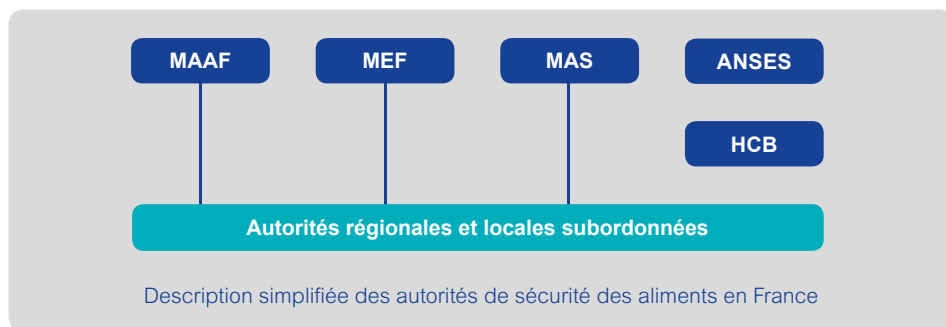 MAAF
MEF
MAS
ANSES
HCB
Autorités régionales et locales subordonnées
Description simplifiée des autorités de sécurité des aliments en France